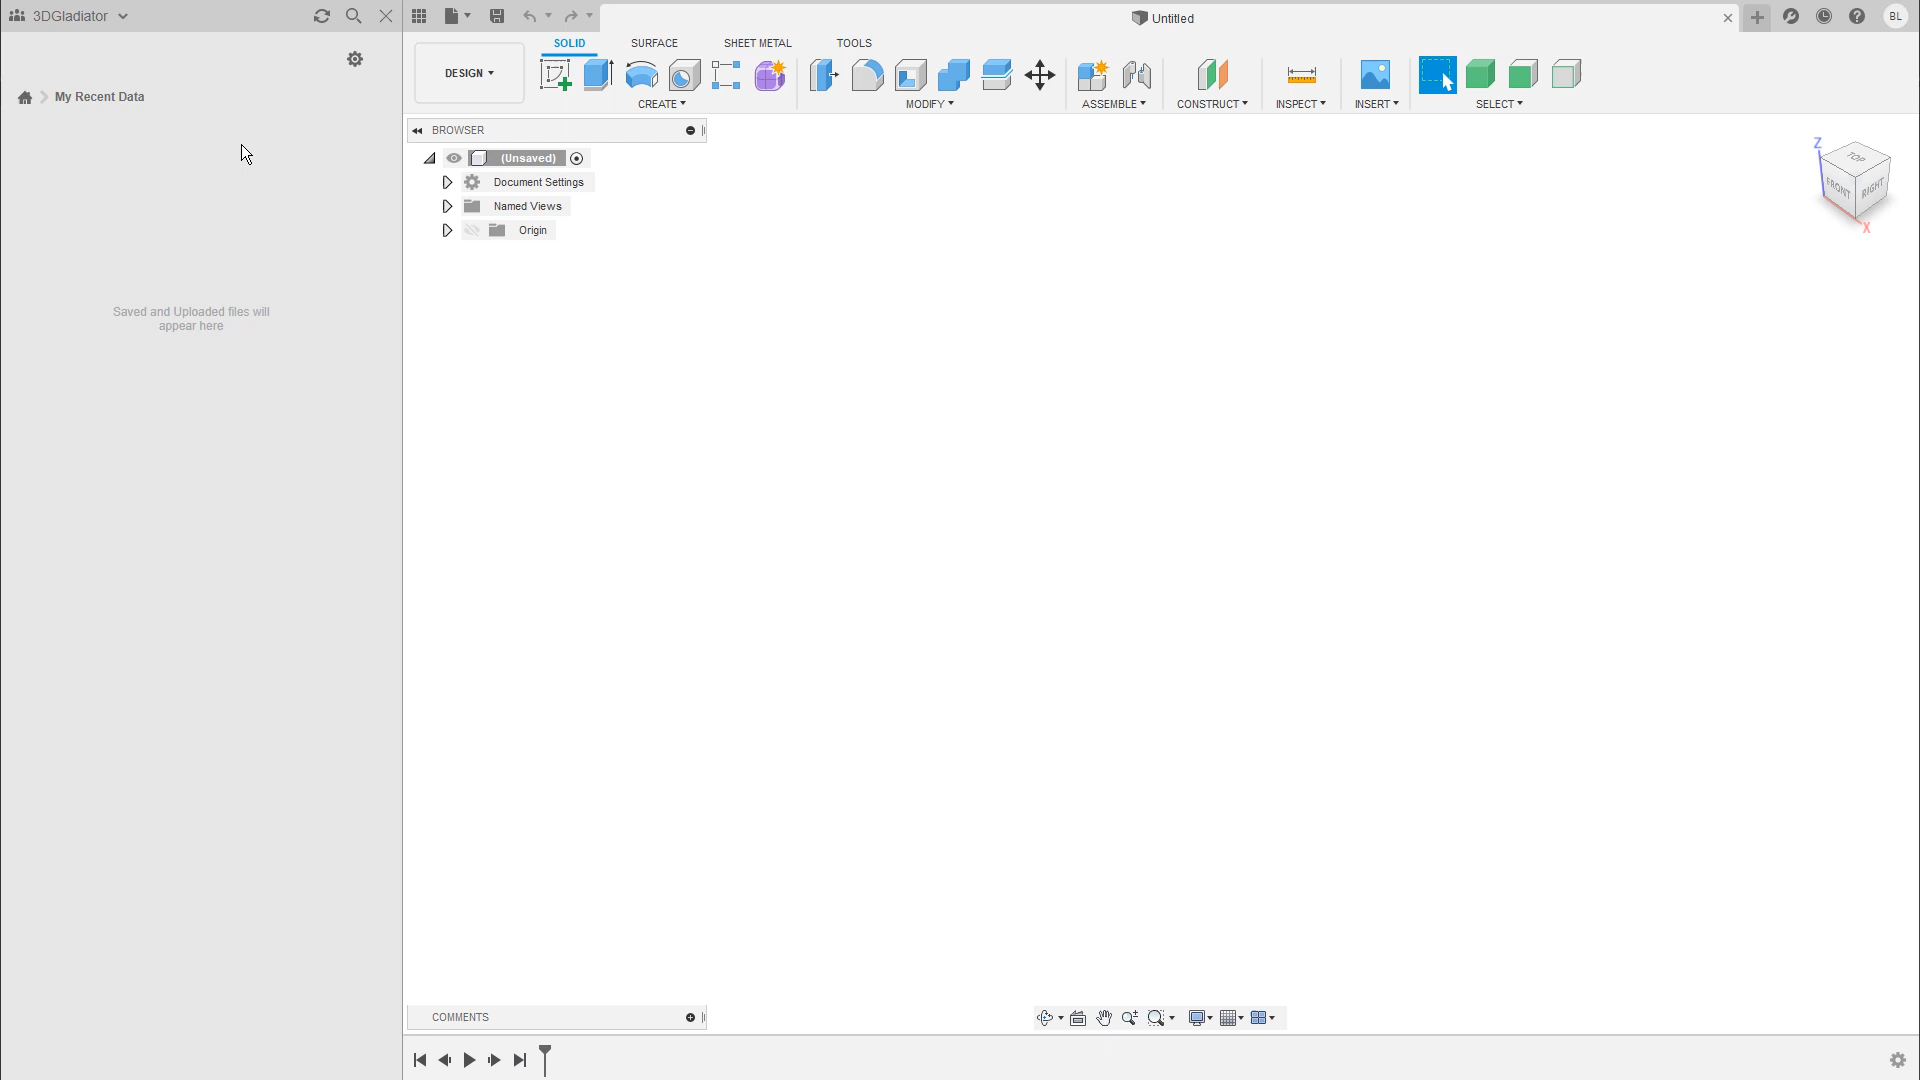 3DGladiator
Untitled
BL
SOLID
SURFACE
SHEET METAL
TOOLS
DESIGN
CREATE
MODIFY
ASSEMBLE
CONSTRUCT
INSPECT
INSERT
SELECT
My Recent Data
Saved and Uploaded files will
appear here
BROWSER
(Unsaved)
Document Settings
Named Views
Origin
Z
TOP
FRONT
RIGHT
X
COMMENTS